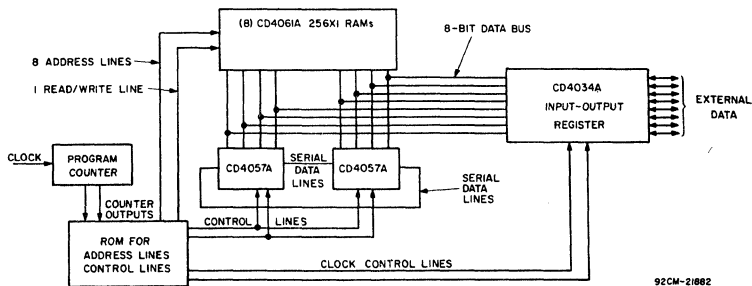 (8) CD4061A 256X1 RAMs
8-BIT DATA BUS
8 ADDRESS LINES
1 READ/WRITE LINE
CD4034A
INPUT-OUTPUT
REGISTER
EXTERNAL
DATA
CLOCK
PROGRAM
COUNTER
CD4057A
SERIAL
DATA
LINES
CD4057A
SERIAL
DATA
LINES
COUNTER
OUTPUTS
CONTROL LINES
ROM FOR
ADDRESS LINES
CONTROL LINES
CLOCK CONTROL LINES
92CM-21882